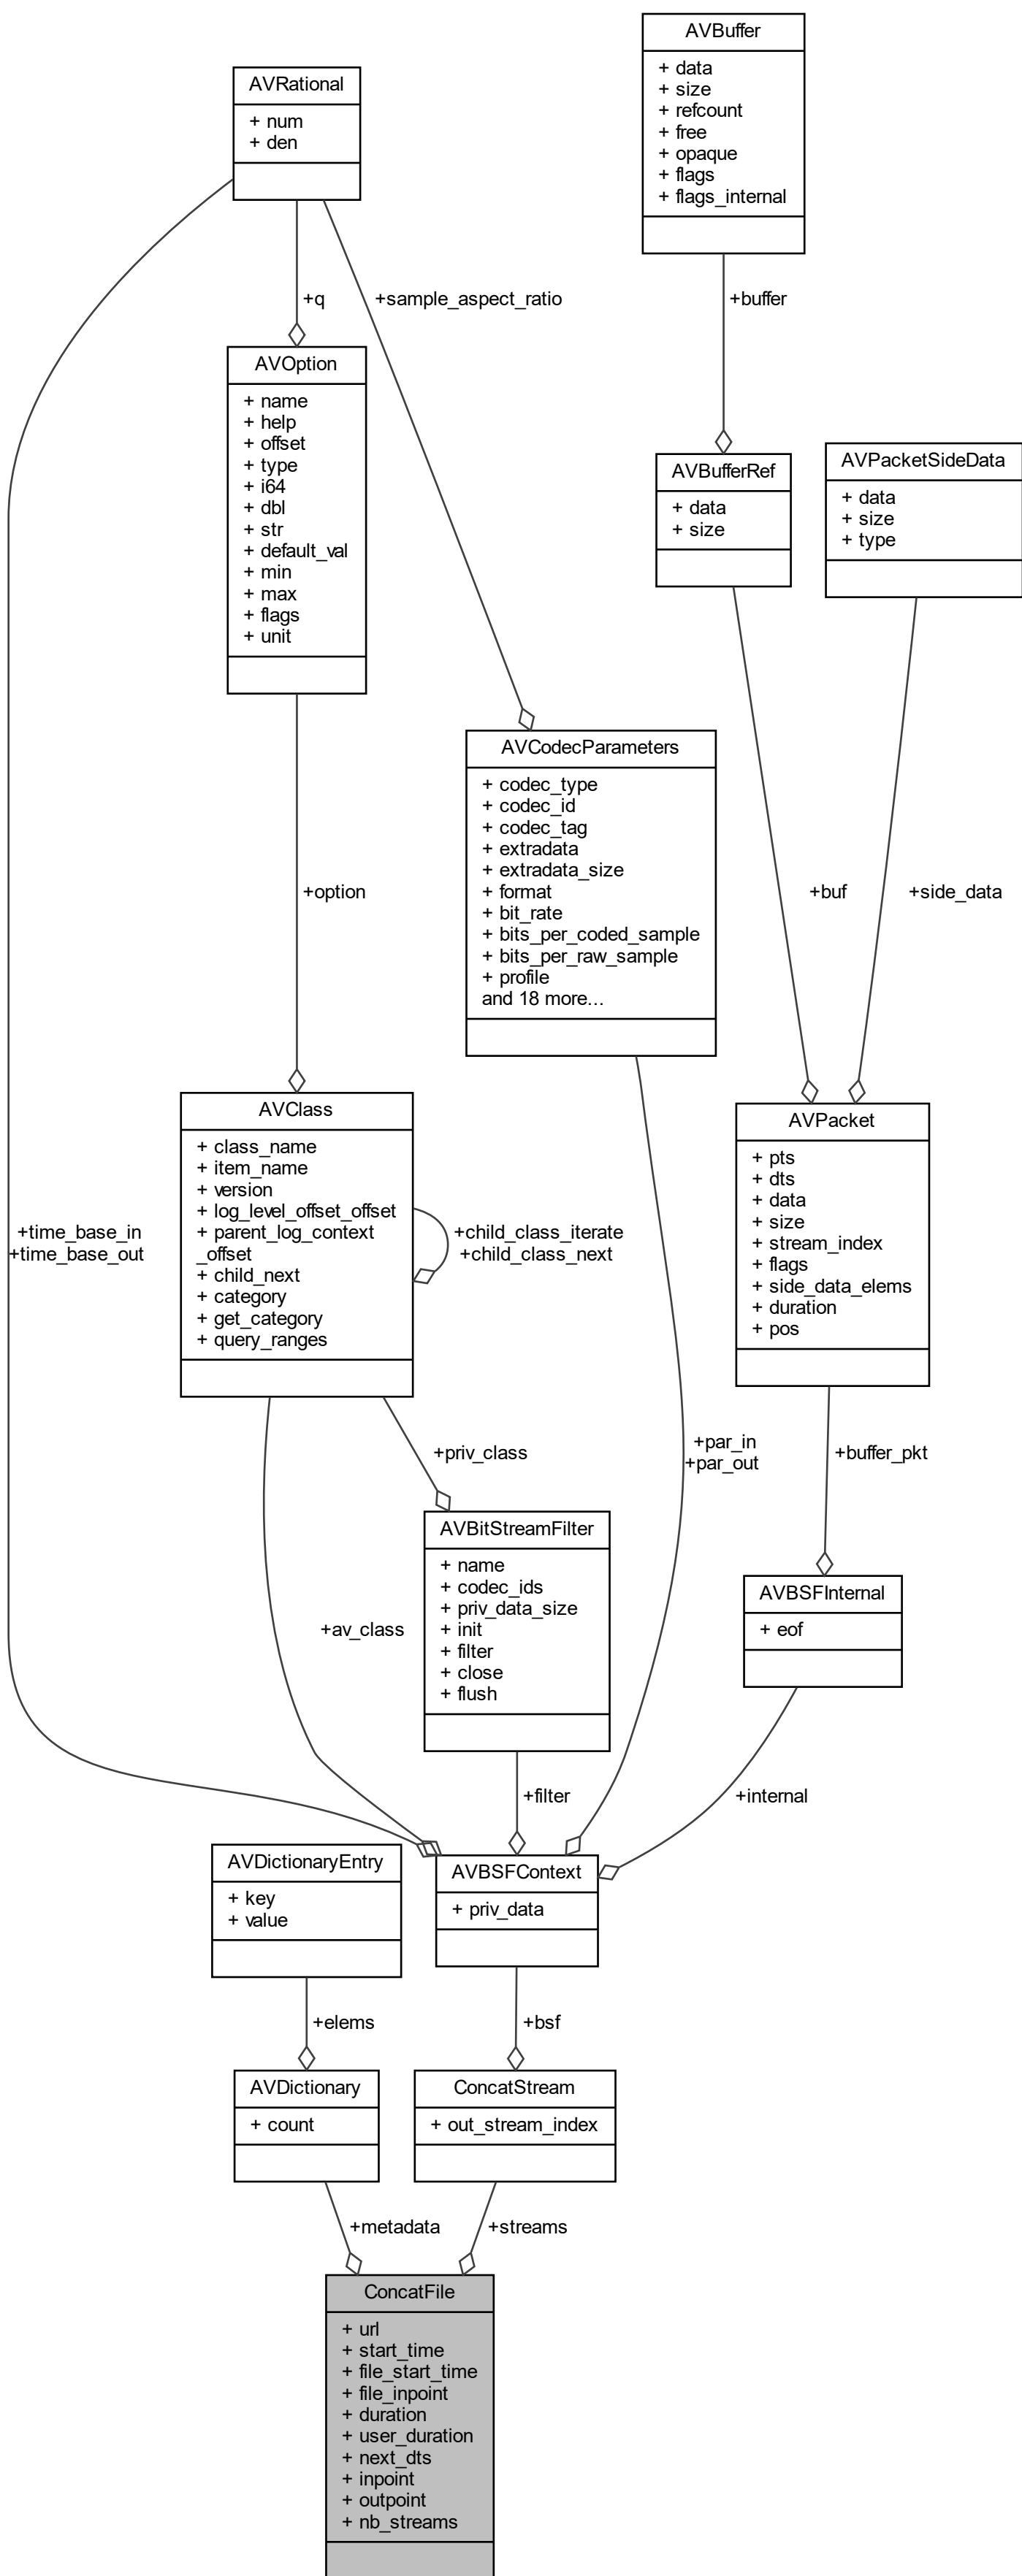 AVBuffer
+ data
+ size
+ refcount
+ free
+ opaque
+ flags
+ flags_internal
AVRational
+ num
+ den
+buffer
+q
+sample_aspect_ratio
AVOption
+ name
+ help
+ offset
+ type
+ i64
+ dbl
+ str
+ default_val
+ min
+ max
+ flags
+ unit
AVBufferRef
+ data
+ size
AVPacketSideData
+ data
+ size
+ type
AVCodecParameters
+ codec_type
+ codec_id
+ codec_tag
+ extradata
+ extradata_size
+ format
+ bit_rate
+ bits_per_coded_sample
+ bits_per_raw_sample
+ profile
and 18 more...
+option
+buf
+side_data
AVClass
+ class_name
+ item_name
+ version
+ log_level_offset_offset
+ parent_log_context
_offset
+ child_next
+ category
+ get_category
+ query_ranges
+time_base_in
+time_base_out
+child_class_iterate
+child_class_next
AVPacket
+ pts
+ dts
+ data
+ size
+ stream_index
+ flags
+ side_data_elems
+ duration
+ pos
+priv_class
+par_in
+par_out
+buffer_pkt
AVBitStreamFilter
+ name
+ codec_ids
+ priv_data_size
+ init
+ filter
+ close
+ flush
AVBSFInternal
+ eof
+av_class
+filter
+internal
AVDictionaryEntry
+ key
+ value
AVBSFContext
+ priv_data
+elems
+bsf
AVDictionary
+ count
ConcatStream
+ out_stream_index
+metadata
+streams
ConcatFile
+ url
+ start_time
+ file_start_time
+ file_inpoint
+ duration
+ user_duration
+ next_dts
+ inpoint
+ outpoint
+ nb_streams